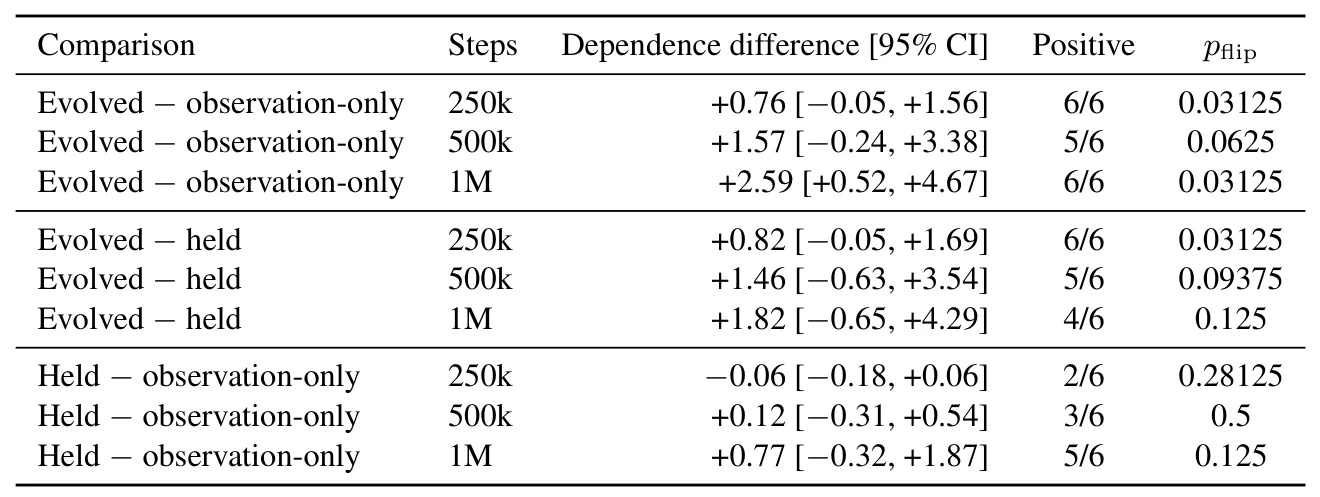 Comparison Steps Dependence difference [95% CI] Positive p_flip
Evolved − observation-only 250k +0.76 [−0.05, +1.56] 6/6 0.03125
Evolved − observation-only 500k +1.57 [−0.24, +3.38] 5/6 0.0625
Evolved − observation-only 1M +2.59 [+0.52, +4.67] 6/6 0.03125
Evolved − held 250k +0.82 [−0.05, +1.69] 6/6 0.03125
Evolved − held 500k +1.46 [−0.63, +3.54] 5/6 0.09375
Evolved − held 1M +1.82 [−0.65, +4.29] 4/6 0.125
Held − observation-only 250k −0.06 [−0.18, +0.06] 2/6 0.28125
Held − observation-only 500k +0.12 [−0.31, +0.54] 3/6 0.5
Held − observation-only 1M +0.77 [−0.32, +1.87] 5/6 0.125